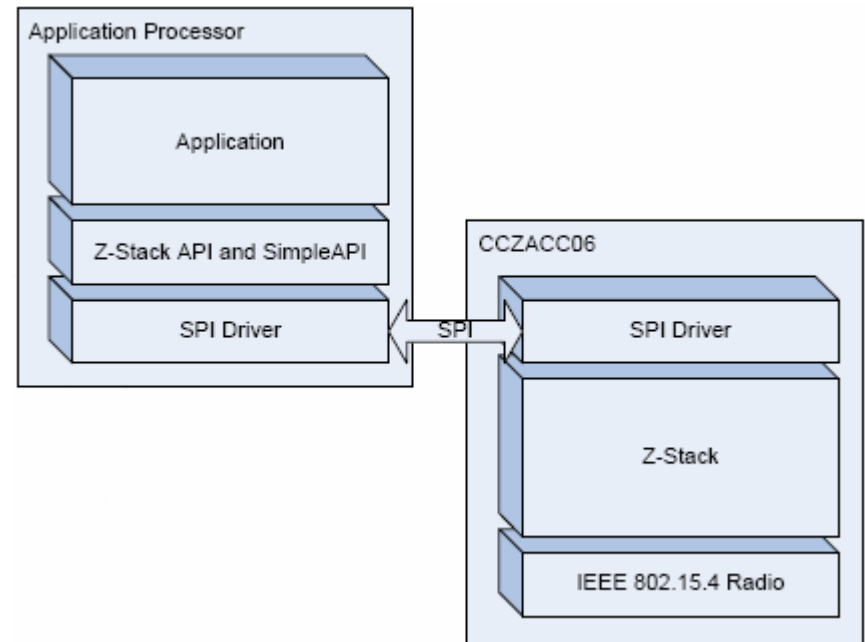 Application Processor
Application
Z-Stack API and SimpleAPI
SPI Driver
SPI
CCZACC06
SPI Driver
Z-Stack
IEEE 802.15.4 Radio